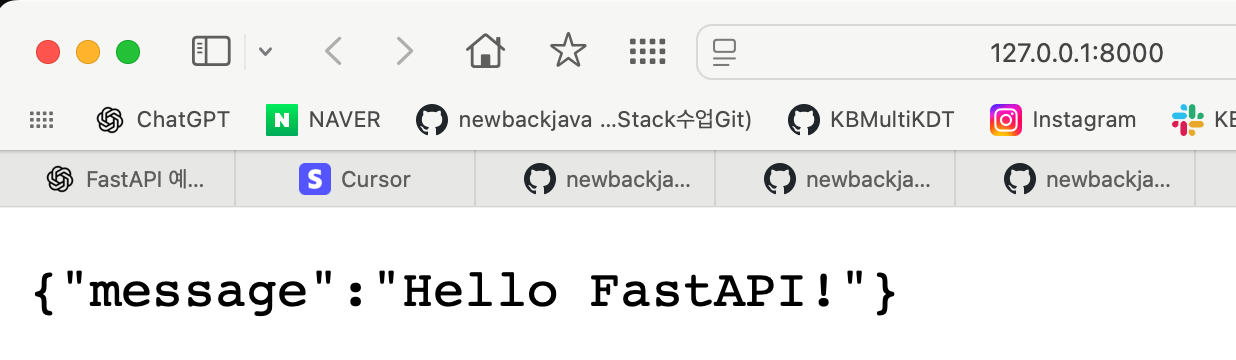 127.0.0.1:8000
ChatGPT NAVER newbackjava ...Stack수업Git) KBMultiKDT Instagram
FastAPI 예... Cursor newbackja... newbackja... newbackja...
{"message":"Hello FastAPI!"}